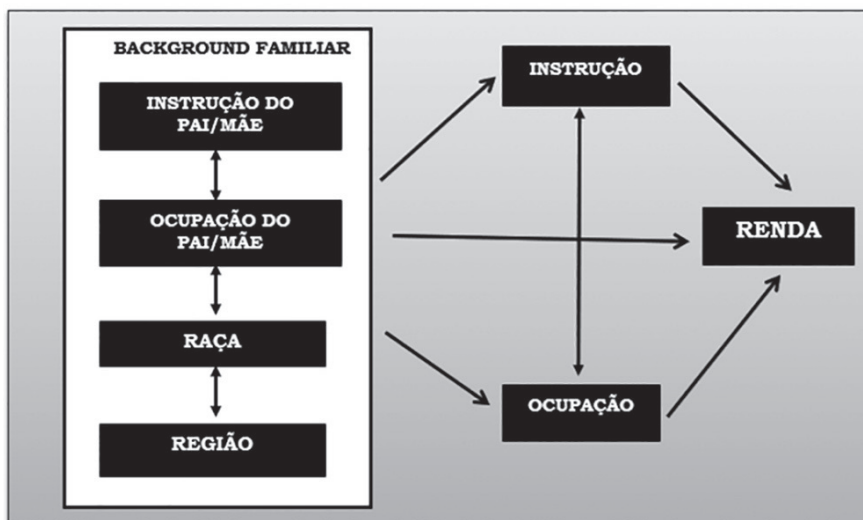 BACKGROUND FAMILIAR
INSTRUÇÃO DO
PAI/MÃE
OCUPAÇÃO DO
PAI/MÃE
RAÇA
REGIÃO
INSTRUÇÃO
OCUPAÇÃO
RENDA